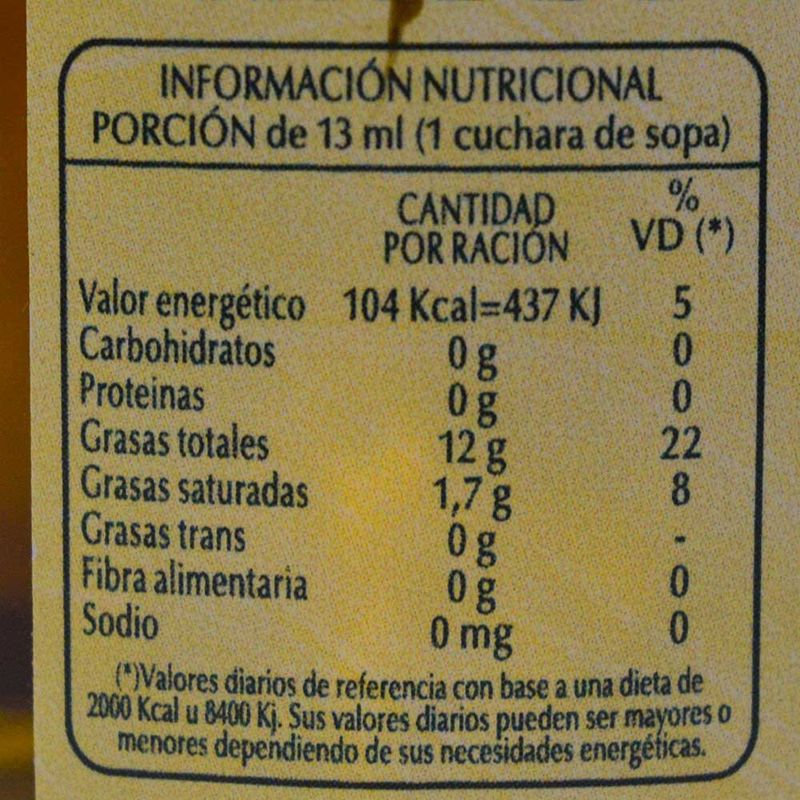 INFORMACIÓN NUTRICIONAL
PORCIÓN de 13 ml (1 cuchara de sopa)
CANTIDAD POR RACIÓN % VD (*)
Valor energético 104 Kcal=437 KJ 5
Carbohidratos 0 g 0
Proteinas 0 g 0
Grasas totales 12 g 22
Grasas saturadas 1,7 g 8
Grasas trans 0 g -
Fibra alimentaria 0 g 0
Sodio 0 mg 0
(*)Valores diarios de referencia con base a una dieta de
2000 Kcal u 8400 Kj. Sus valores diarios pueden ser mayores o
menores dependiendo de sus necesidades energéticas.